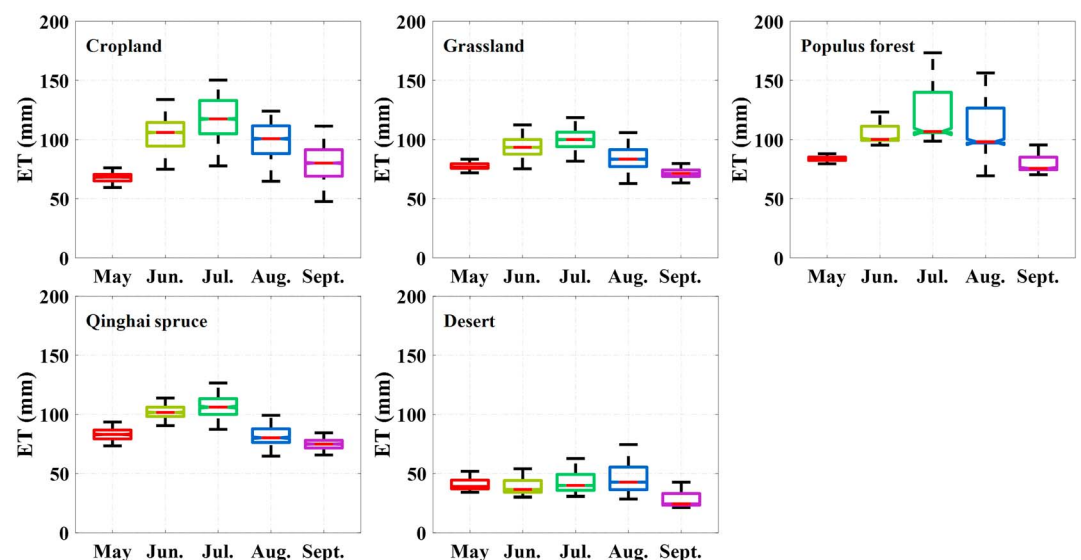 200
150
100
50
0
ET (mm)
Cropland
May Jun. Jul. Aug. Sept.
200
150
100
50
0
ET (mm)
Grassland
May Jun. Jul. Aug. Sept.
200
150
100
50
0
ET (mm)
Populus forest
May Jun. Jul. Aug. Sept.
200
150
100
50
0
ET (mm)
Qinghai spruce
May Jun. Jul. Aug. Sept.
200
150
100
50
0
ET (mm)
Desert
May Jun. Jul. Aug. Sept.